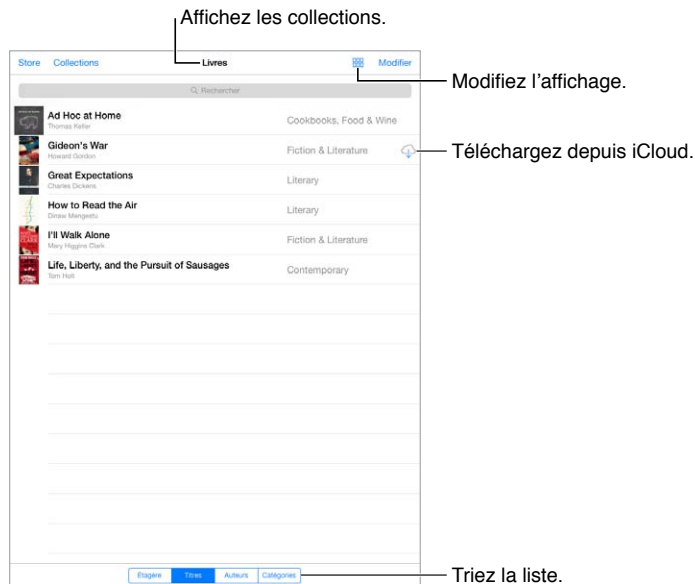 Affichez les collections.
Store Collections Livres Modifier
Modifiez l'affichage.
Rechercher
Ad Hoc at Home
Thomas Keller
Cookbooks, Food & Wine
Gideon's War
Howard Gordon
Fiction & Literature
Téléchargez depuis iCloud.
Great Expectations
Charles Dickens
Literary
How to Read the Air
Dinaw Mengestu
Literary
I'll Walk Alone
Mary Higgins Clark
Fiction & Literature
Life, Liberty, and the Pursuit of Sausages
Tom Holt
Contemporary
Étagère Titres Auteurs Catégories
Triez la liste.